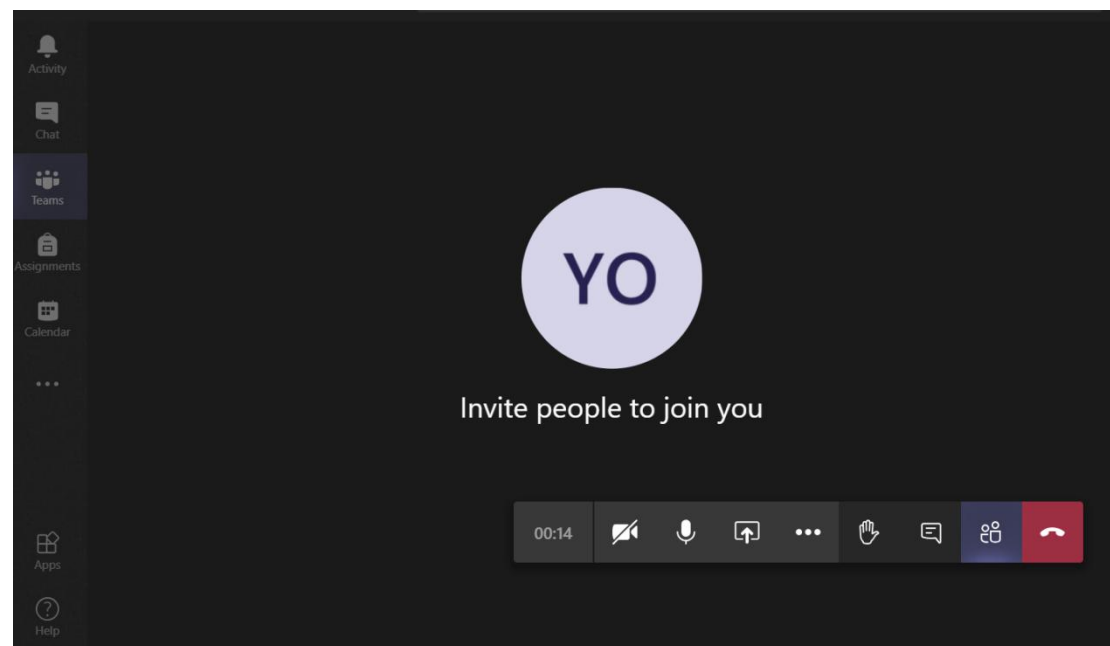 Activity
Chat
Teams
Assignments
Calendar
Apps
Help
YO
Invite people to join you
00:14